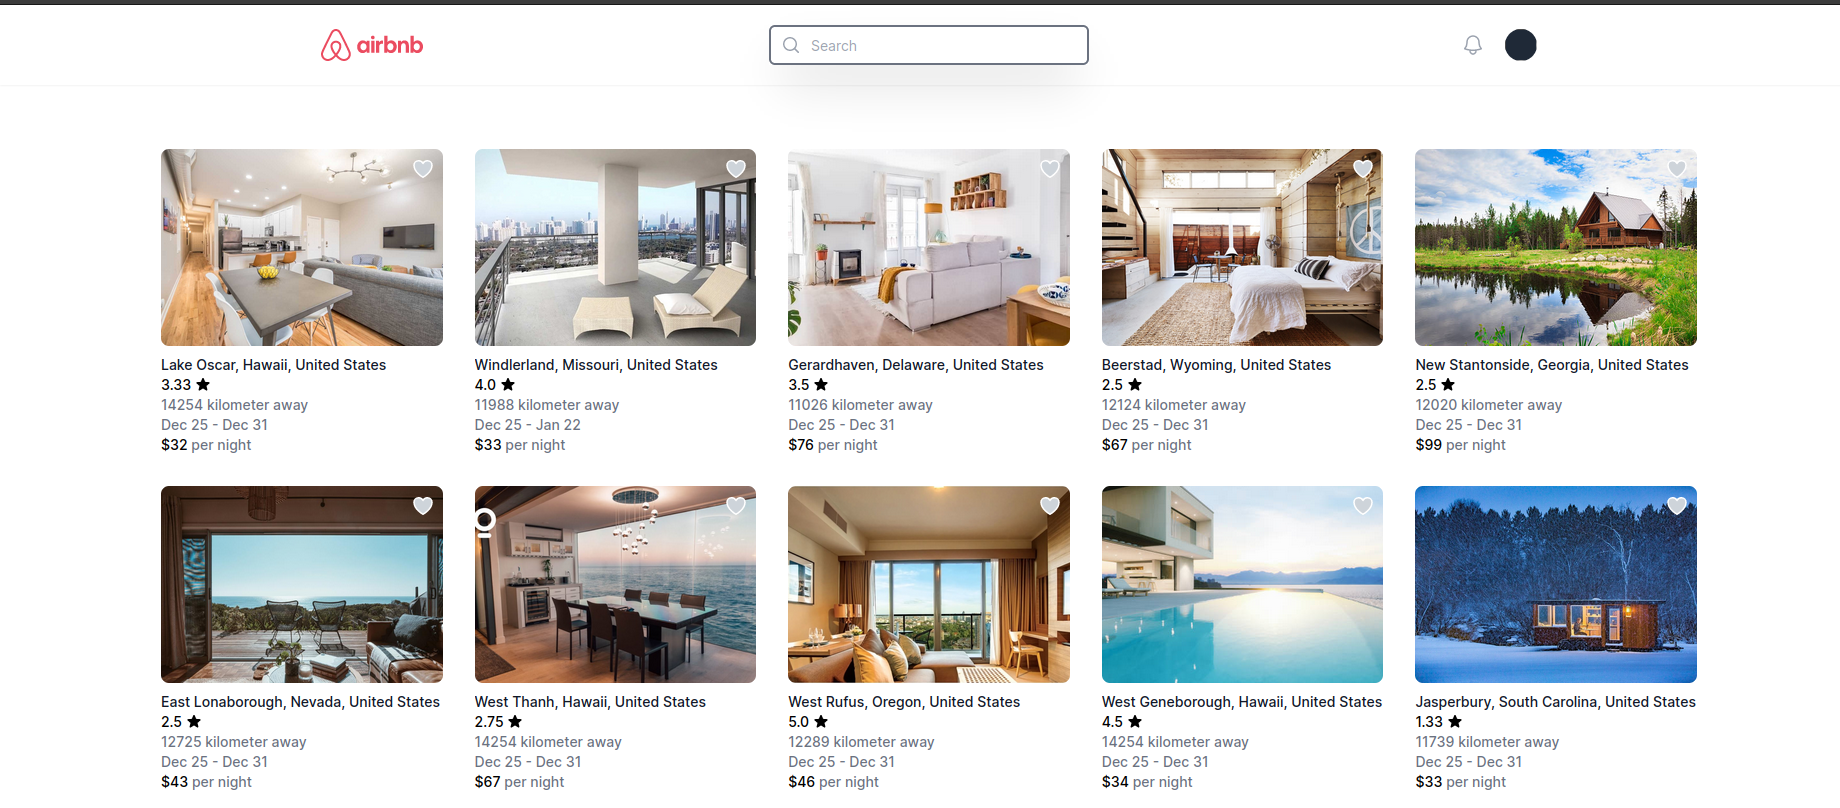 airbnb
Search
Lake Oscar, Hawaii, United States
3.33 ★
14254 kilometer away
Dec 25 - Dec 31
$32 per night
Windlerland, Missouri, United States
4.0 ★
11988 kilometer away
Dec 25 - Jan 22
$33 per night
Gerardhaven, Delaware, United States
3.5 ★
11026 kilometer away
Dec 25 - Dec 31
$76 per night
Beerstad, Wyoming, United States
2.5 ★
12124 kilometer away
Dec 25 - Dec 31
$67 per night
New Stantonside, Georgia, United States
2.5 ★
12020 kilometer away
Dec 25 - Dec 31
$99 per night
East Lonaborough, Nevada, United States
2.5 ★
12725 kilometer away
Dec 25 - Dec 31
$43 per night
West Thanh, Hawaii, United States
2.75 ★
14254 kilometer away
Dec 25 - Dec 31
$67 per night
West Rufus, Oregon, United States
5.0 ★
12289 kilometer away
Dec 25 - Dec 31
$46 per night
West Geneborough, Hawaii, United States
4.5 ★
14254 kilometer away
Dec 25 - Dec 31
$34 per night
Jasperbury, South Carolina, United States
1.33 ★
11739 kilometer away
Dec 25 - Dec 31
$33 per night